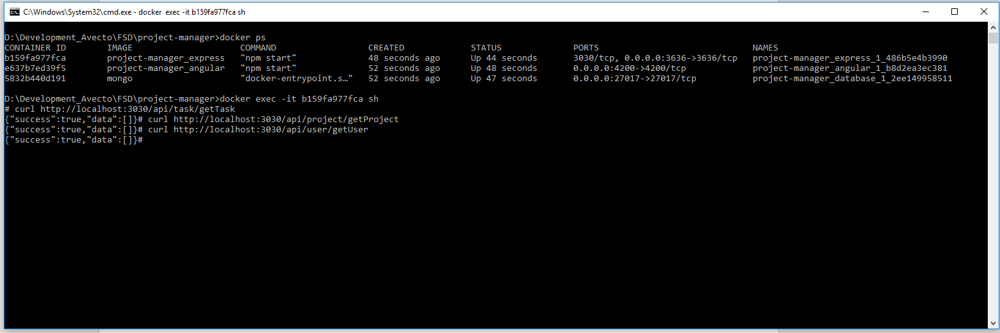 C:\Windows\System32\cmd.exe - docker  exec -it b159fa977fca sh
D:\Development_Avecto\FSD\project-manager>docker ps
CONTAINER ID        IMAGE                     COMMAND                  CREATED             STATUS              PORTS                              NAMES
b159fa977fca        project-manager_express   "npm start"              48 seconds ago      Up 44 seconds       3030/tcp, 0.0.0.0:3636->3636/tcp   project-manager_express_1_486b5e4b3990
e637b7ed39f5        project-manager_angular   "npm start"              52 seconds ago      Up 48 seconds       0.0.0.0:4200->4200/tcp             project-manager_angular_1_b8d2ea3ec381
5832b440d191        mongo                     "docker-entrypoint.s…"   52 seconds ago      Up 47 seconds       0.0.0.0:27017->27017/tcp           project-manager_database_1_2ee149958511
D:\Development_Avecto\FSD\project-manager>docker exec -it b159fa977fca sh
# curl http://localhost:3030/api/task/getTask
{"success":true,"data":[]}# curl http://localhost:3030/api/project/getProject
{"success":true,"data":[]}# curl http://localhost:3030/api/user/getUser
{"success":true,"data":[]}#